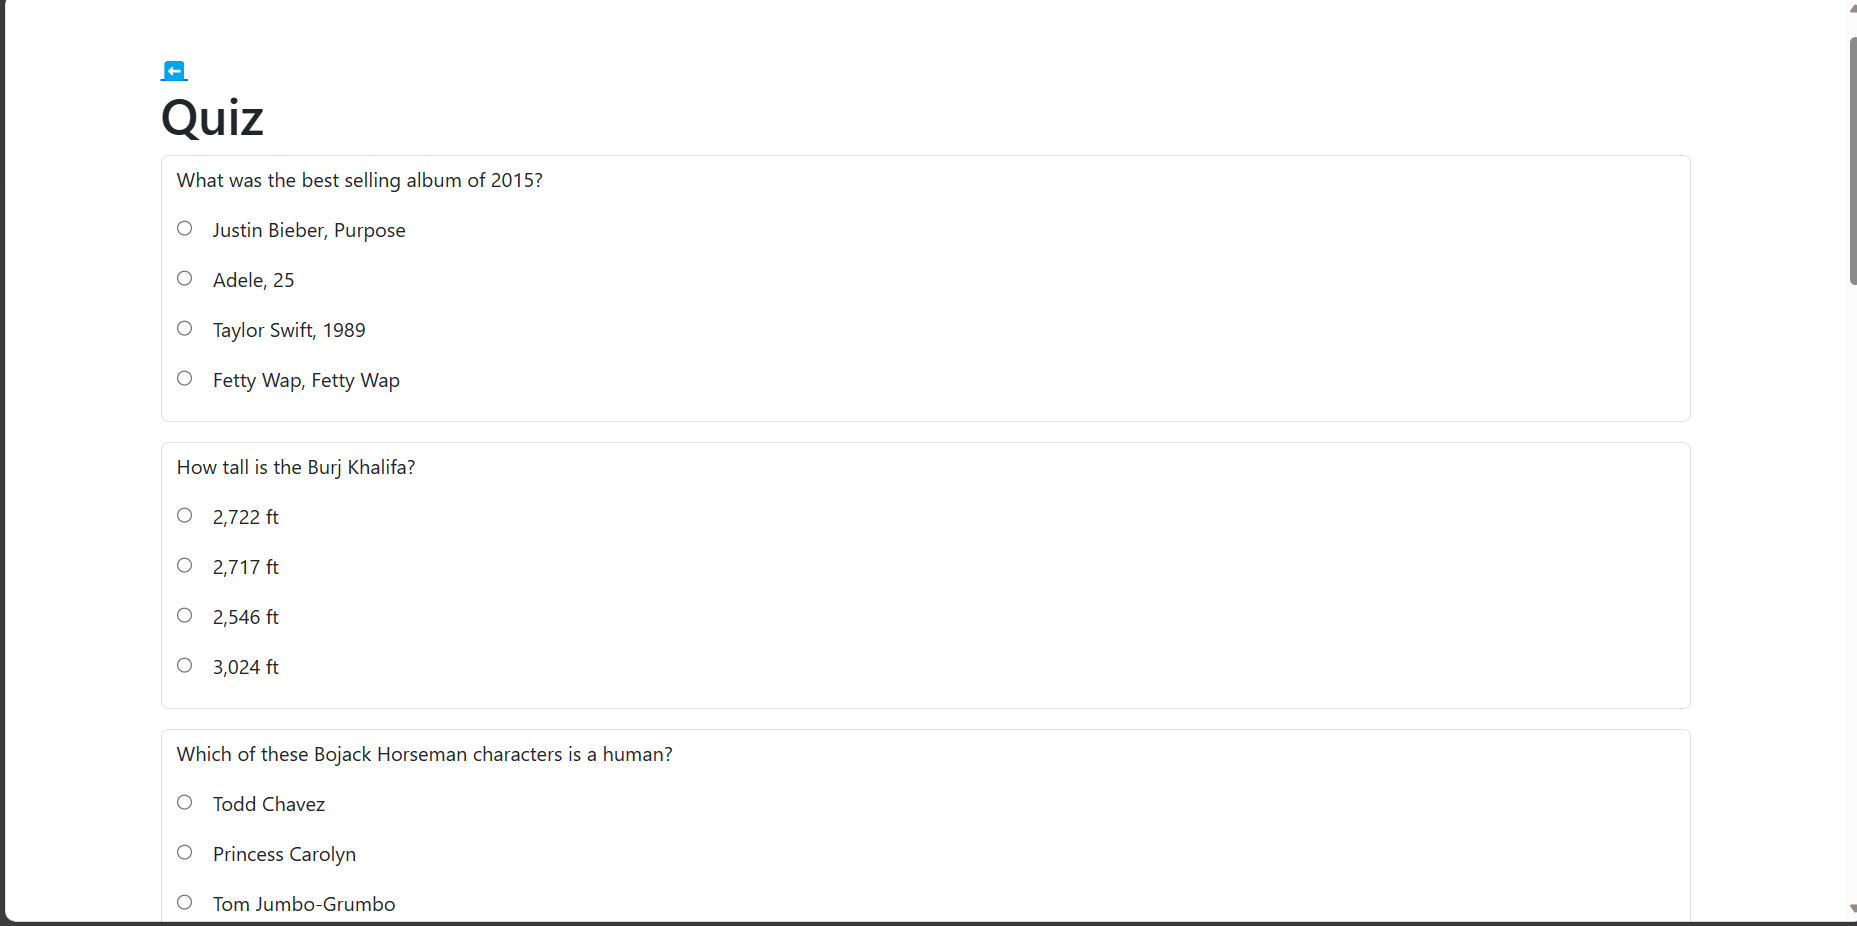 Quiz
What was the best selling album of 2015?
Justin Bieber, Purpose
Adele, 25
Taylor Swift, 1989
Fetty Wap, Fetty Wap
How tall is the Burj Khalifa?
2,722 ft
2,717 ft
2,546 ft
3,024 ft
Which of these Bojack Horseman characters is a human?
Todd Chavez
Princess Carolyn
Tom Jumbo-Grumbo